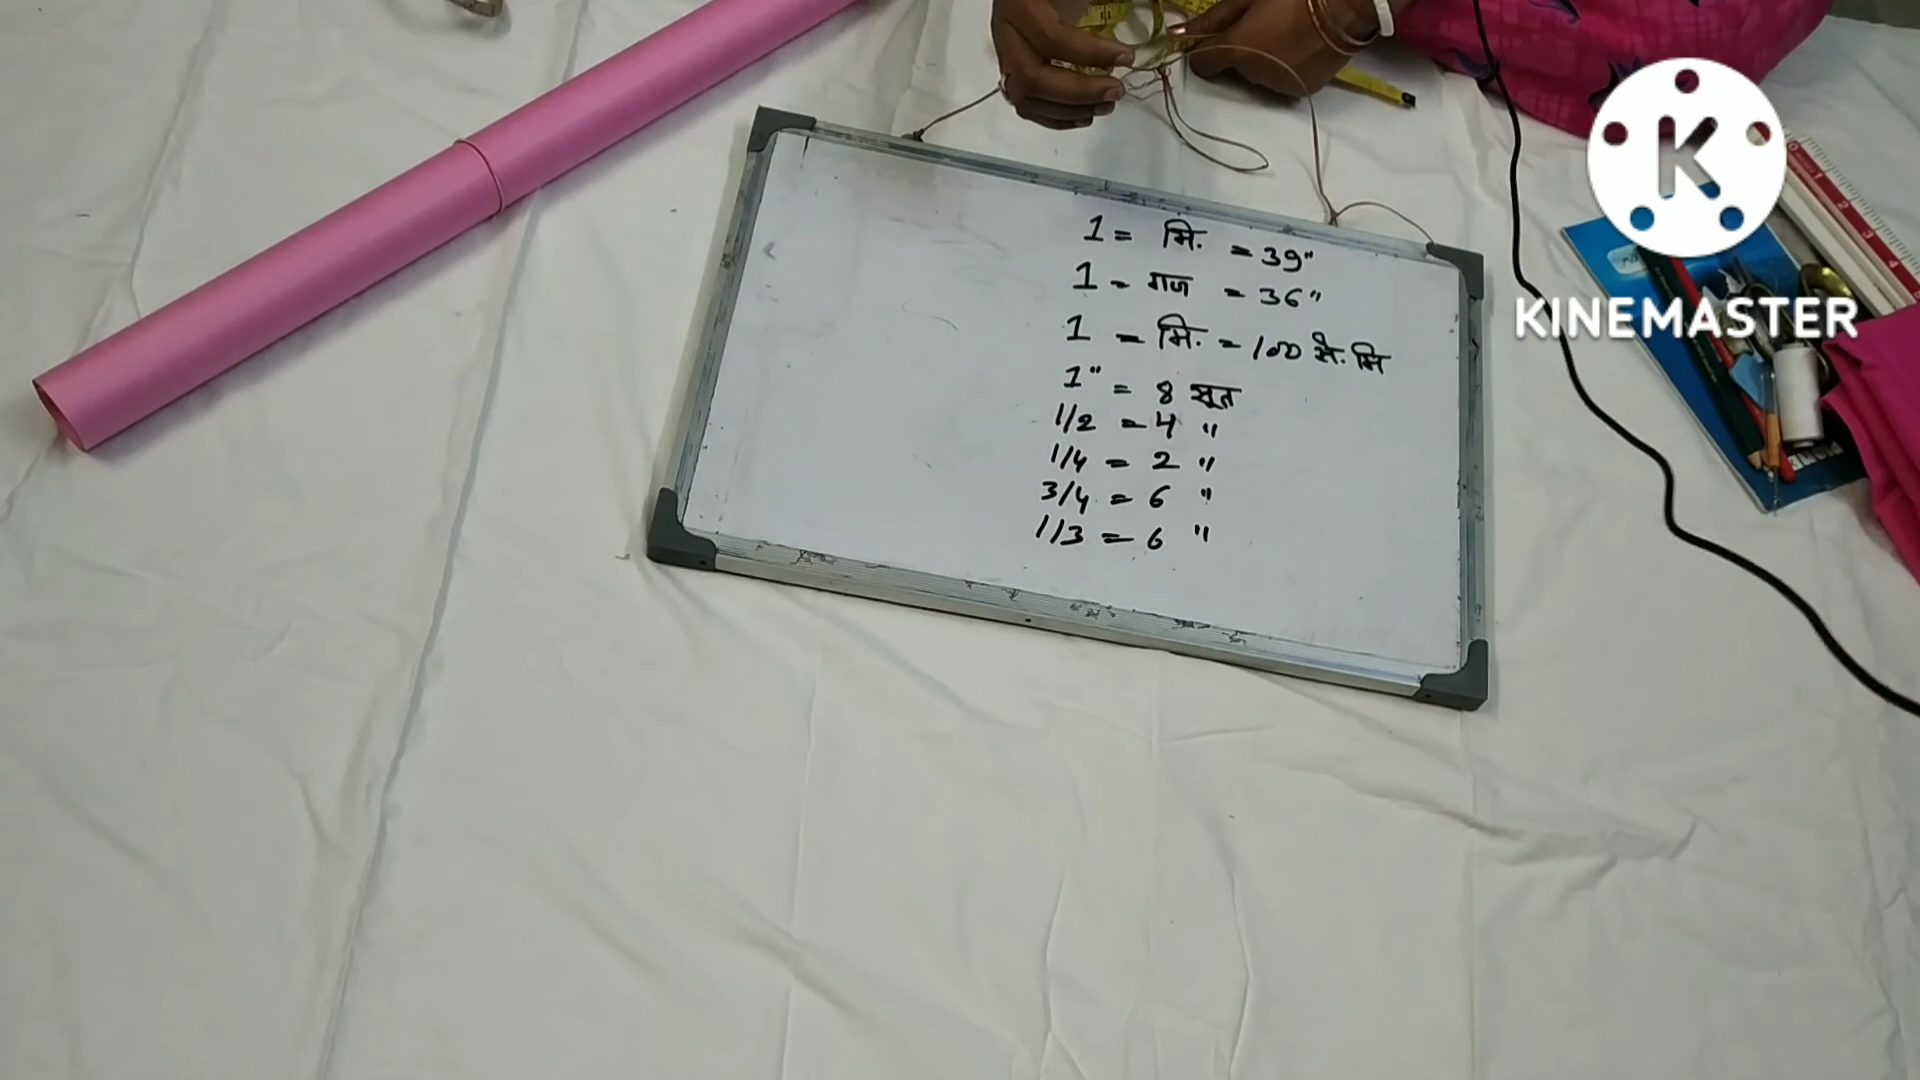 1 = मि. = 39"
1 = गज = 36"
1 = मि. = 100 से.मि
1" = 8 सूत
1/2 = 4 "
1/4 = 2 "
3/4 = 6 "
1/3 = 6 "
K
KINEMASTER